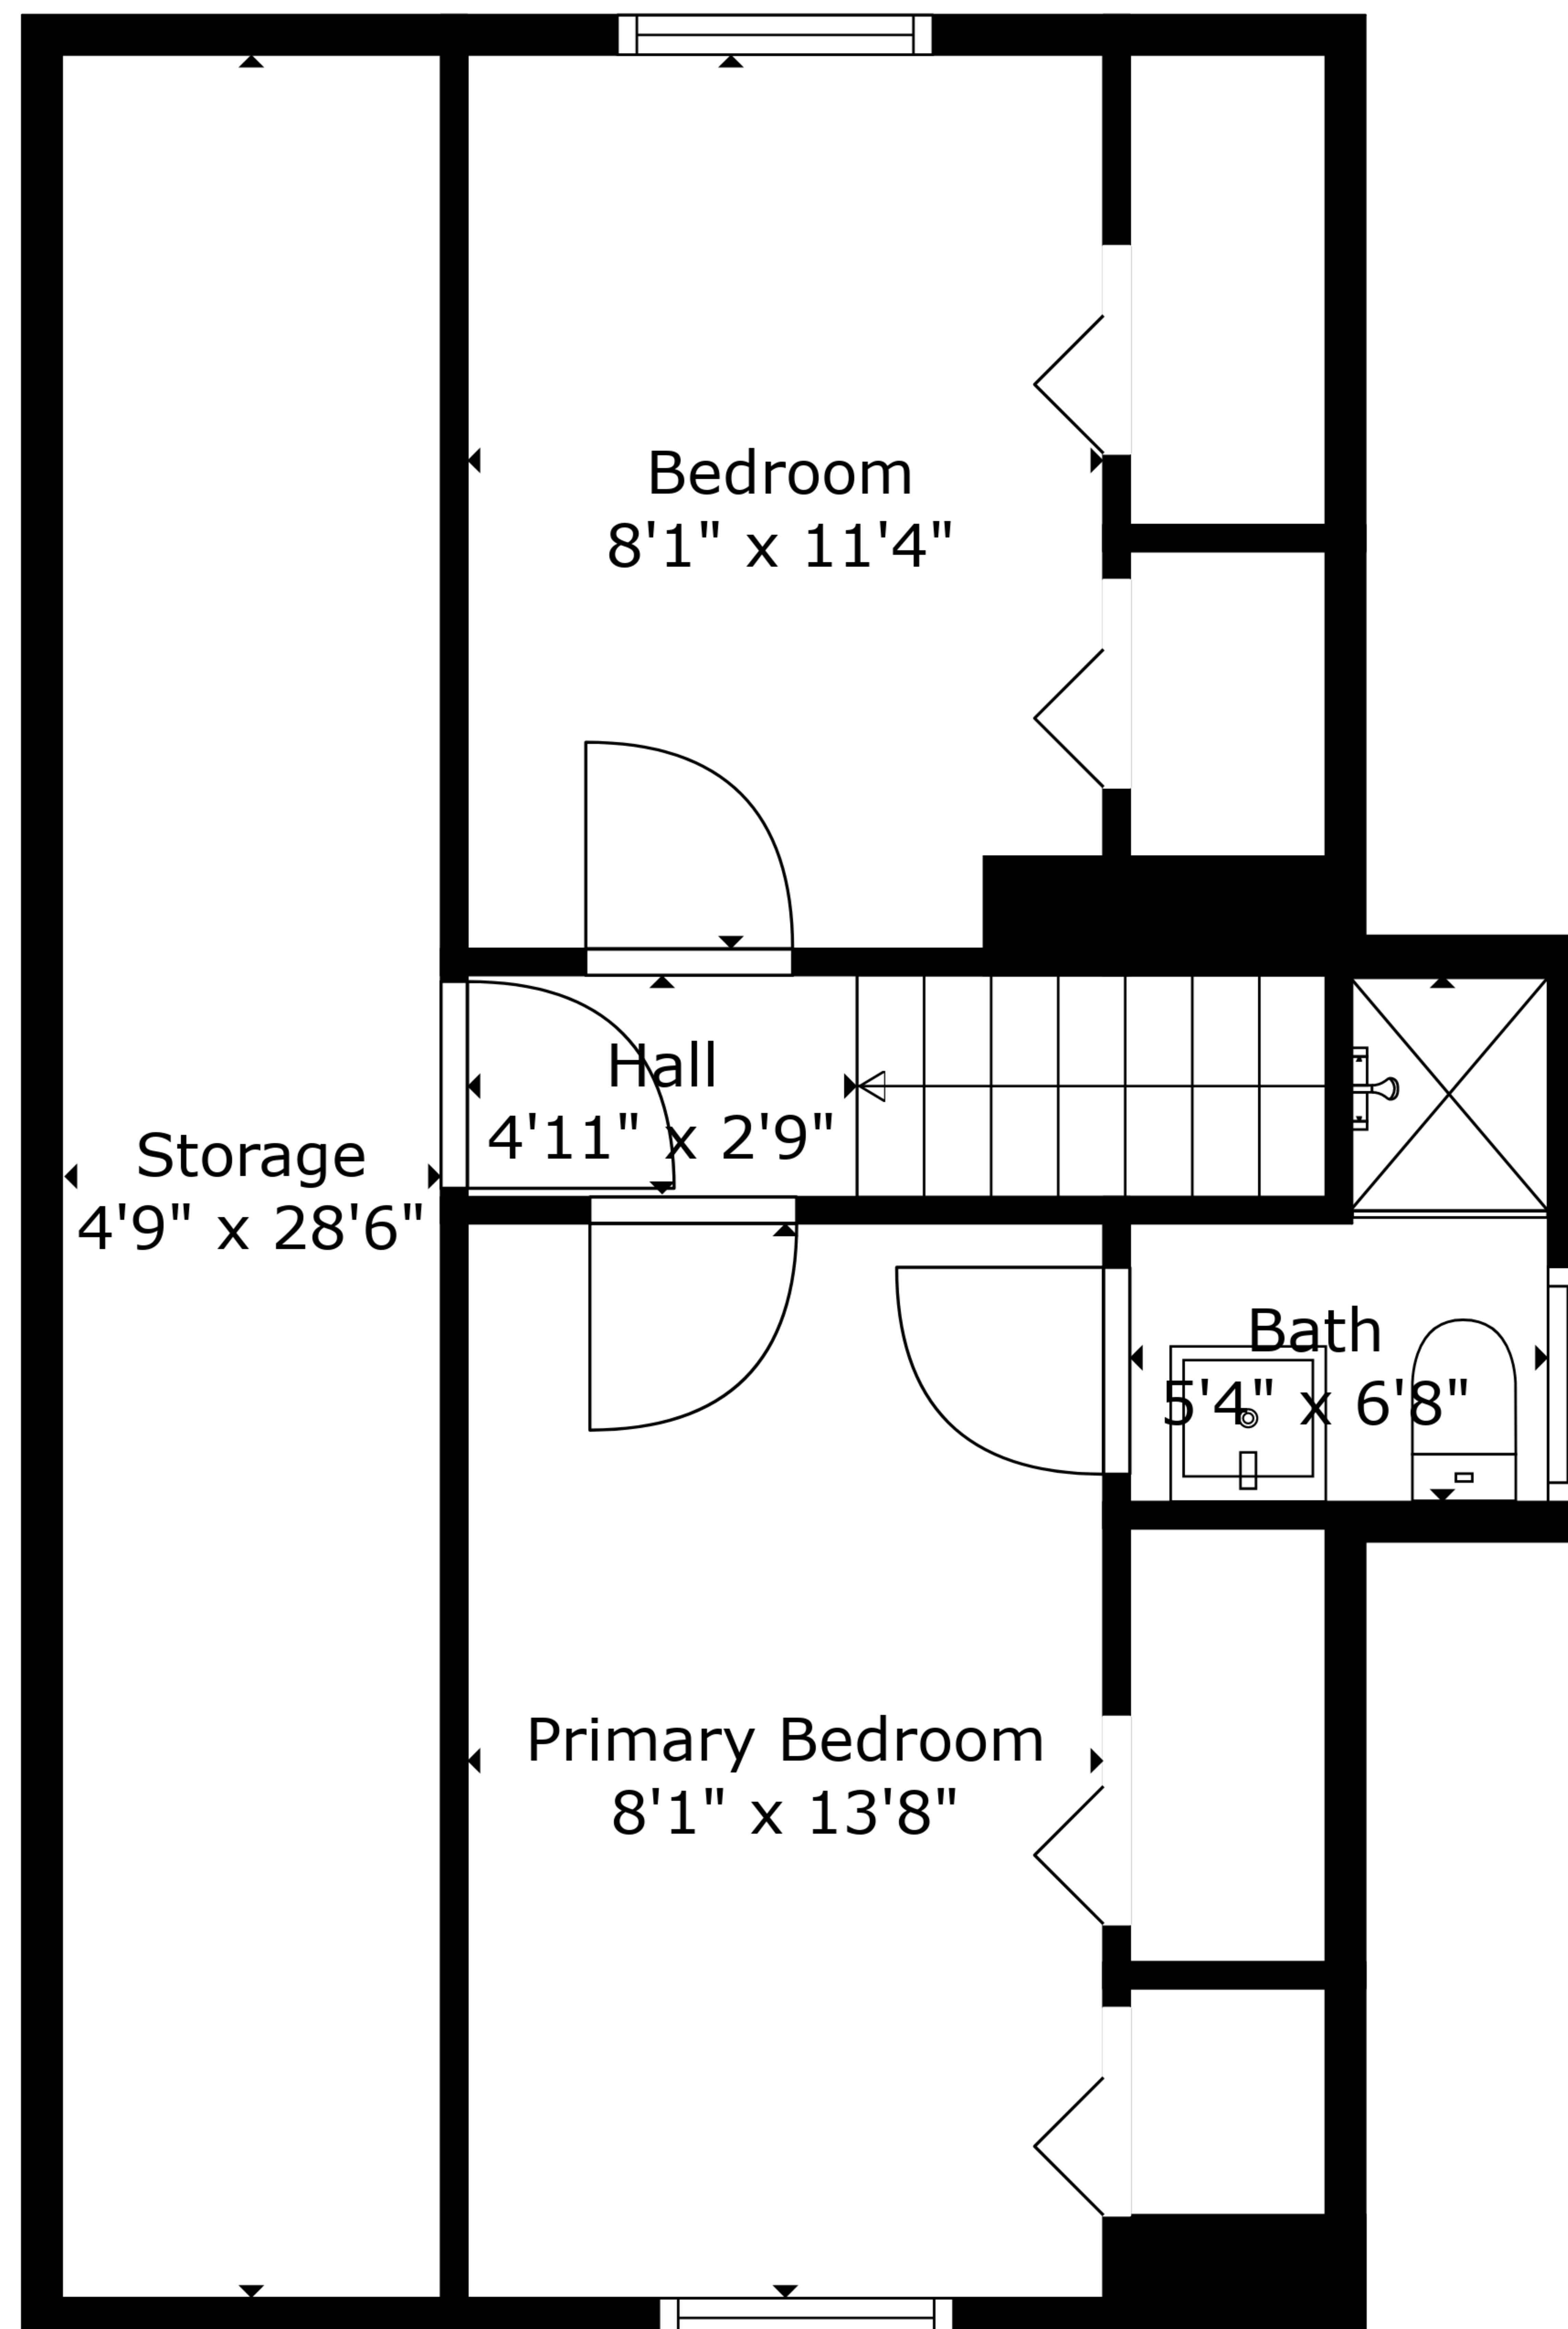 Bedroom
8'1" x 11'4"
Hall
4'11" x 2'9"
Storage
4'9" x 28'6"
Bath
5'4" x 6'8"
Primary Bedroom
8'1" x 13'8"